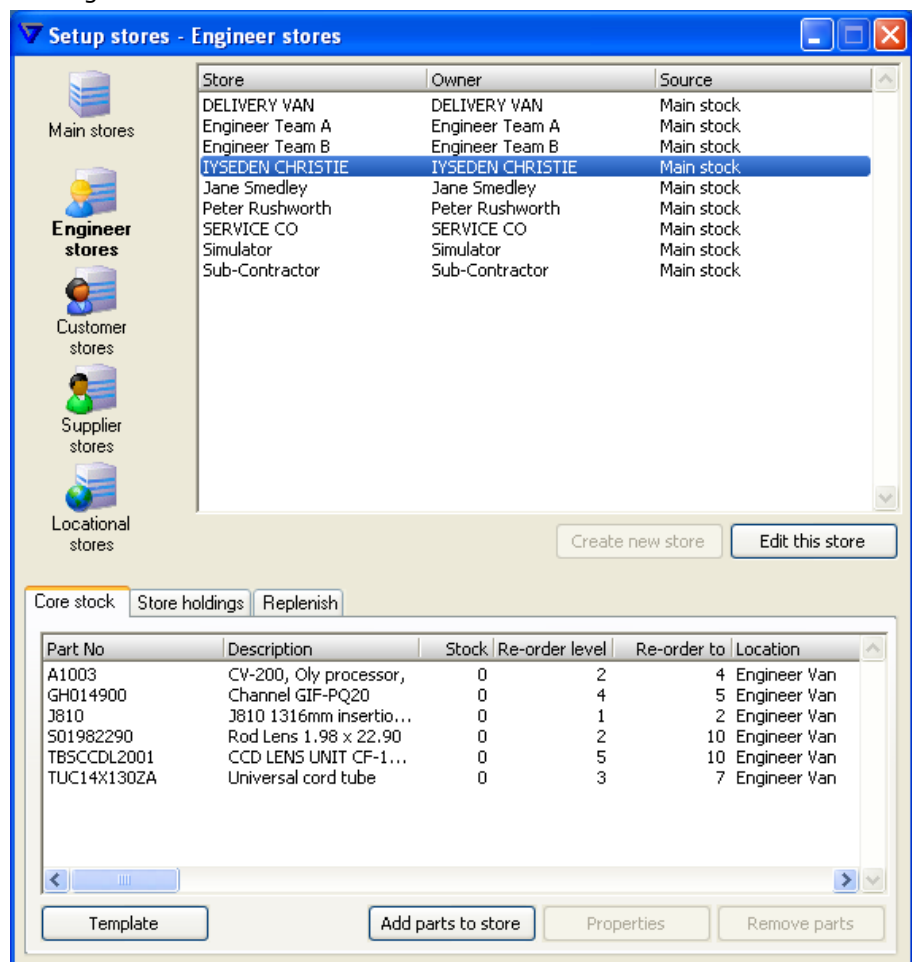 Setup stores - Engineer stores
Main stores
Engineer
stores
Customer
stores
Supplier
stores
Locational
stores
Store Owner Source
DELIVERY VAN DELIVERY VAN Main stock
Engineer Team A Engineer Team A Main stock
Engineer Team B Engineer Team B Main stock
IYSEDEN CHRISTIE IYSEDEN CHRISTIE Main stock
Jane Smedley Jane Smedley Main stock
Peter Rushworth Peter Rushworth Main stock
SERVICE CO SERVICE CO Main stock
Simulator Simulator Main stock
Sub-Contractor Sub-Contractor Main stock
Create new store Edit this store
Core stock Store holdings Replenish
Part No Description Stock Re-order level Re-order to Location
A1003 CV-200, Oly processor, 0 2 4 Engineer Van
GH014900 Channel GIF-PQ20 0 4 5 Engineer Van
J810 J810 1316mm insertio... 0 1 2 Engineer Van
S01982290 Rod Lens 1.98 x 22.90 0 2 10 Engineer Van
TBSCCDL2001 CCD LENS UNIT CF-1... 0 5 10 Engineer Van
TUC14X130ZA Universal cord tube 0 3 7 Engineer Van
Template Add parts to store Properties Remove parts